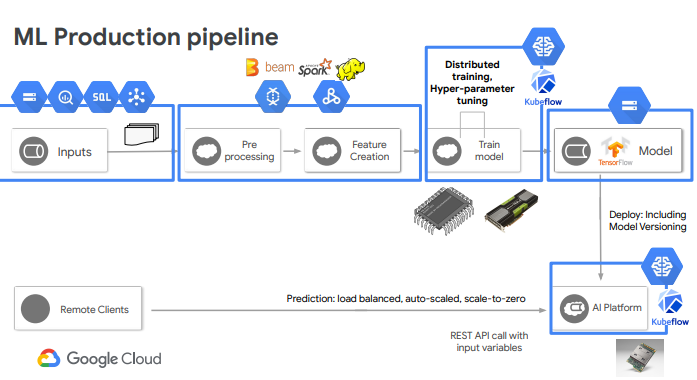 ML Production pipeline
beam
APACHE
Spark
Distributed
training,
Hyper-parameter
tuning
Kubeflow
SQL
Inputs
Pre
processing
Feature
Creation
Train
model
TensorFlow
Model
Deploy: Including
Model Versioning
Remote Clients
Prediction: load balanced, auto-scaled, scale-to-zero
AI Platform
Kubeflow
REST API call with
input variables
Google Cloud